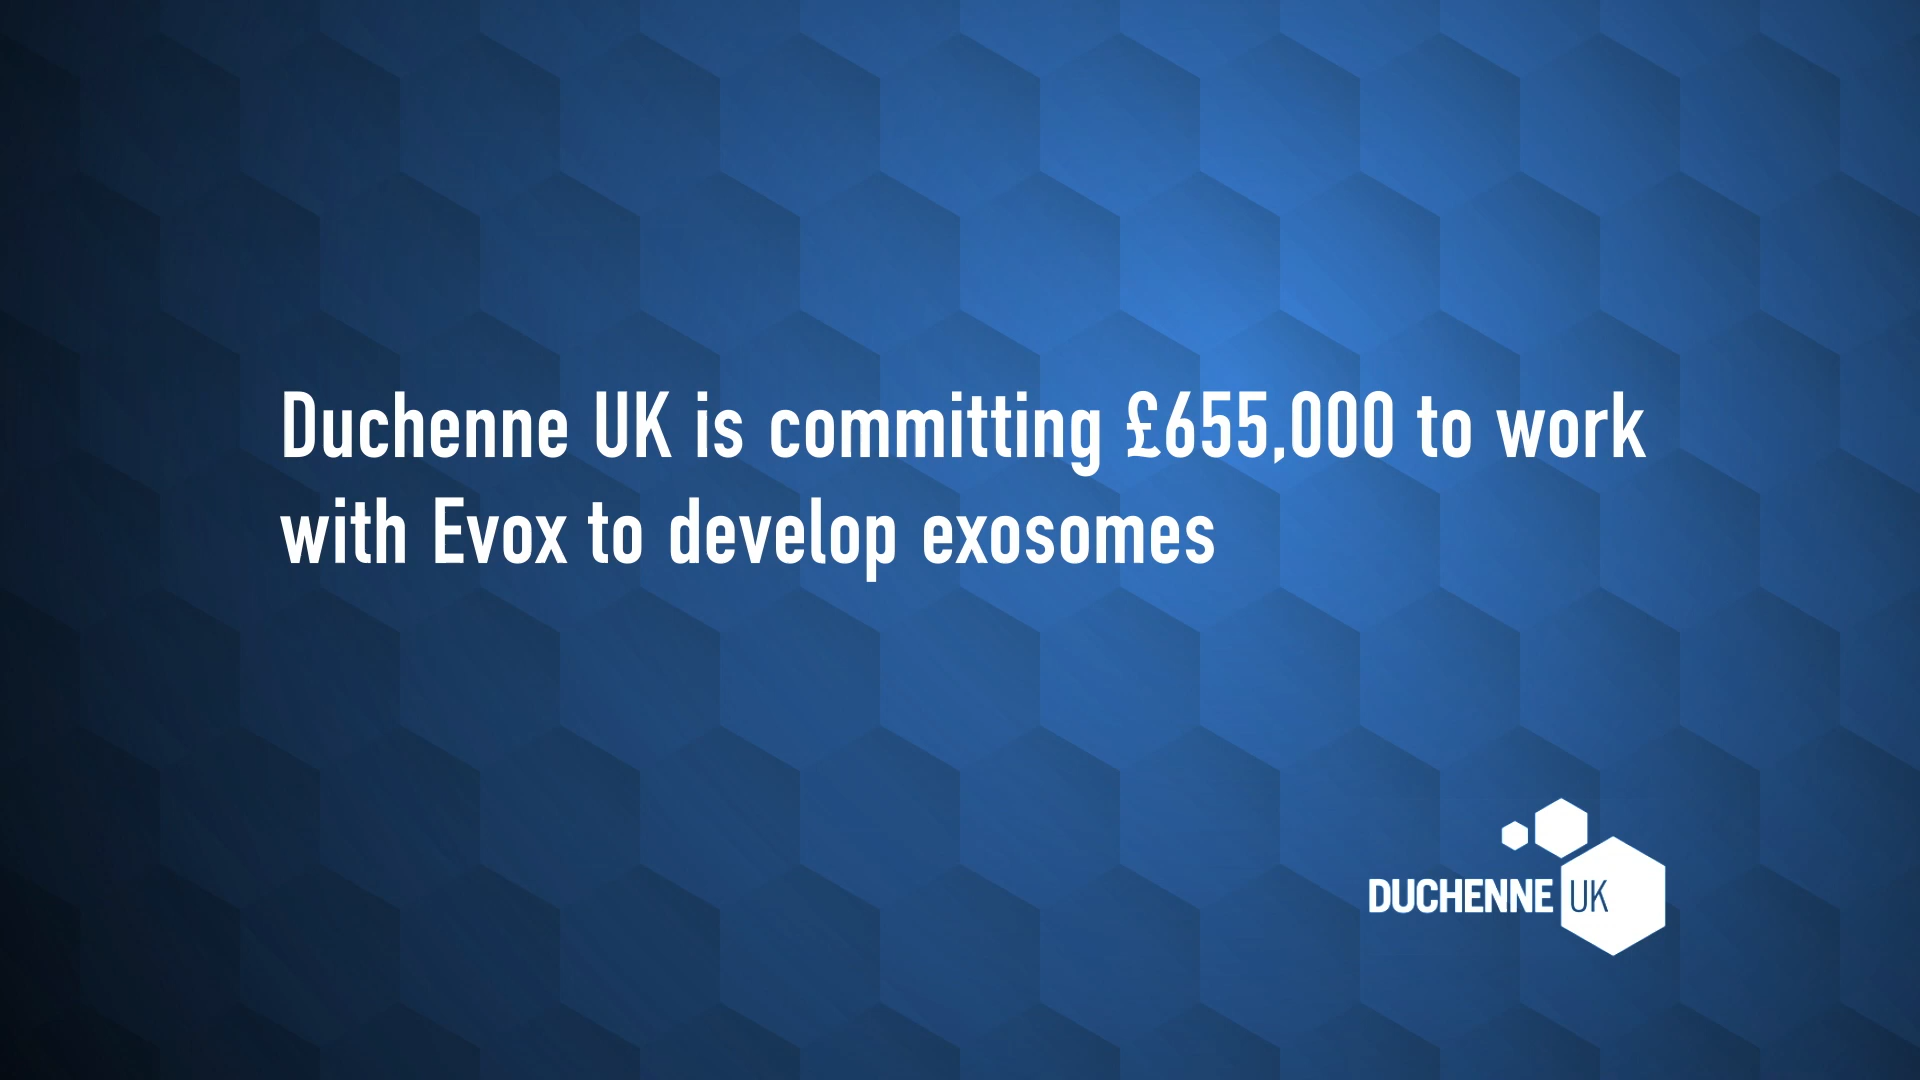 Duchenne UK is committing £655,000 to work
with Evox to develop exosomes
DUCHENNE UK